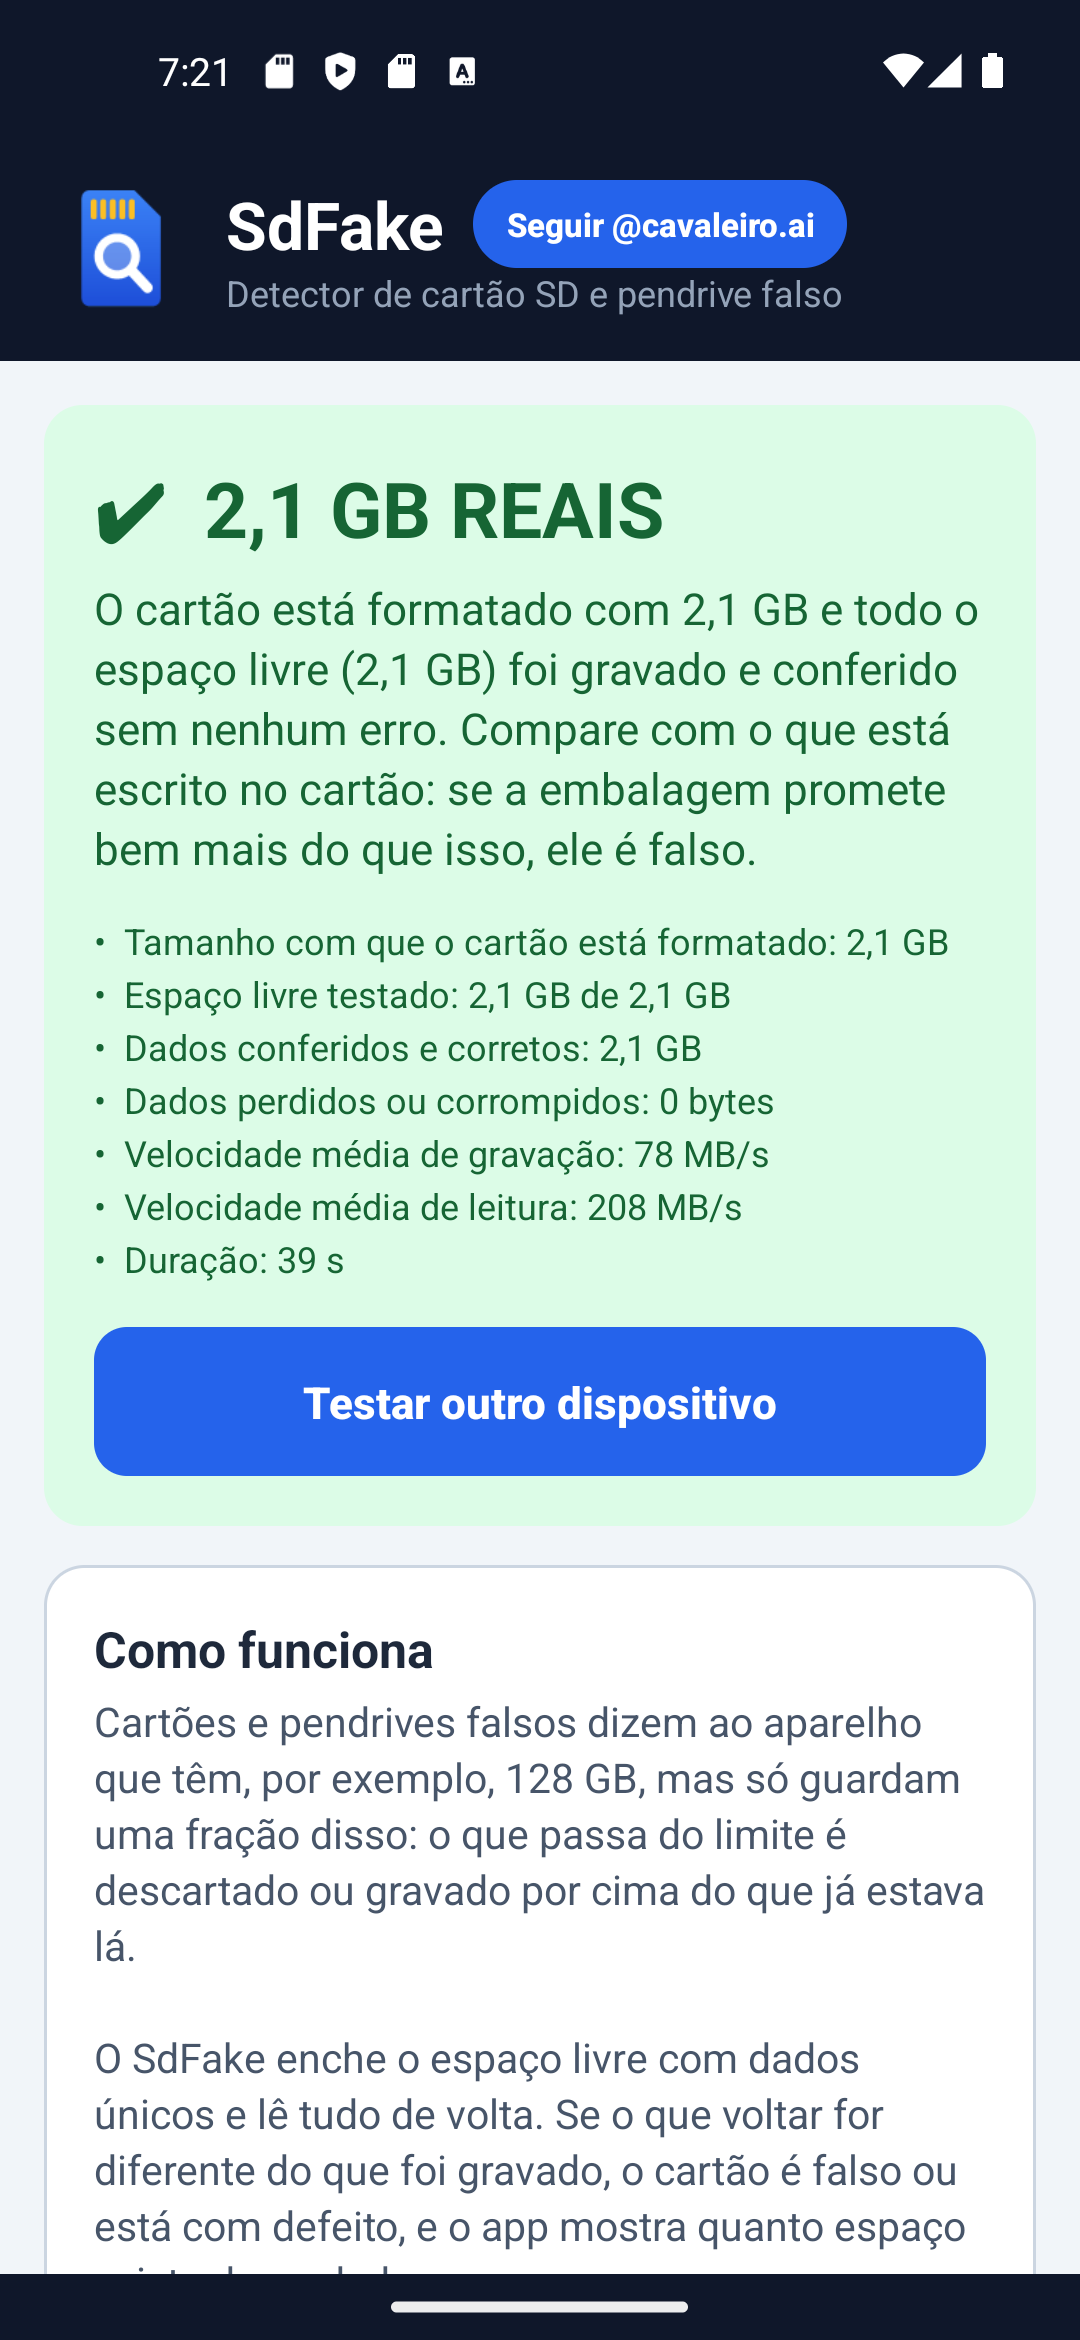 7:21
SdFake
Seguir @cavaleiro.ai
Detector de cartão SD e pendrive falso
✔ 2,1 GB REAIS
O cartão está formatado com 2,1 GB e todo o
espaço livre (2,1 GB) foi gravado e conferido
sem nenhum erro. Compare com o que está
escrito no cartão: se a embalagem promete
bem mais do que isso, ele é falso.
• Tamanho com que o cartão está formatado: 2,1 GB
• Espaço livre testado: 2,1 GB de 2,1 GB
• Dados conferidos e corretos: 2,1 GB
• Dados perdidos ou corrompidos: 0 bytes
• Velocidade média de gravação: 78 MB/s
• Velocidade média de leitura: 208 MB/s
• Duração: 39 s
Testar outro dispositivo
Como funciona
Cartões e pendrives falsos dizem ao aparelho
que têm, por exemplo, 128 GB, mas só guardam
uma fração disso: o que passa do limite é
descartado ou gravado por cima do que já estava
lá.
O SdFake enche o espaço livre com dados
únicos e lê tudo de volta. Se o que voltar for
diferente do que foi gravado, o cartão é falso ou
está com defeito, e o app mostra quanto espaço